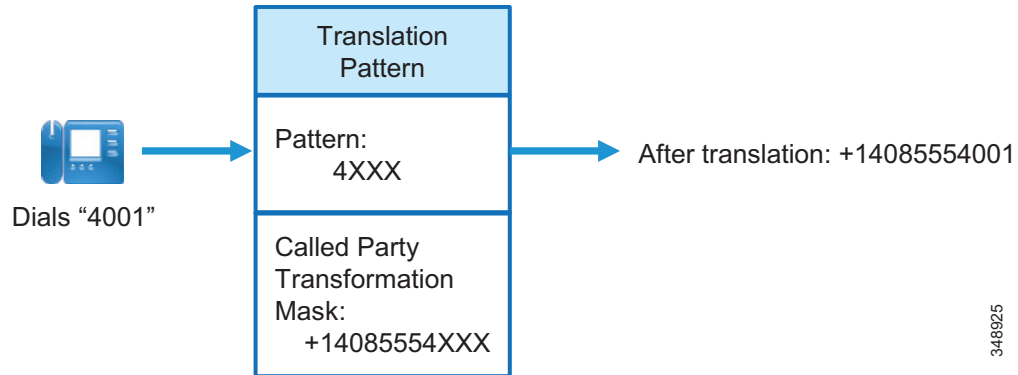 Translation
Pattern
Pattern:
4XXX
Dials “4001”
After translation: +14085554001
Called Party
Transformation
Mask:
+14085554XXX
348925